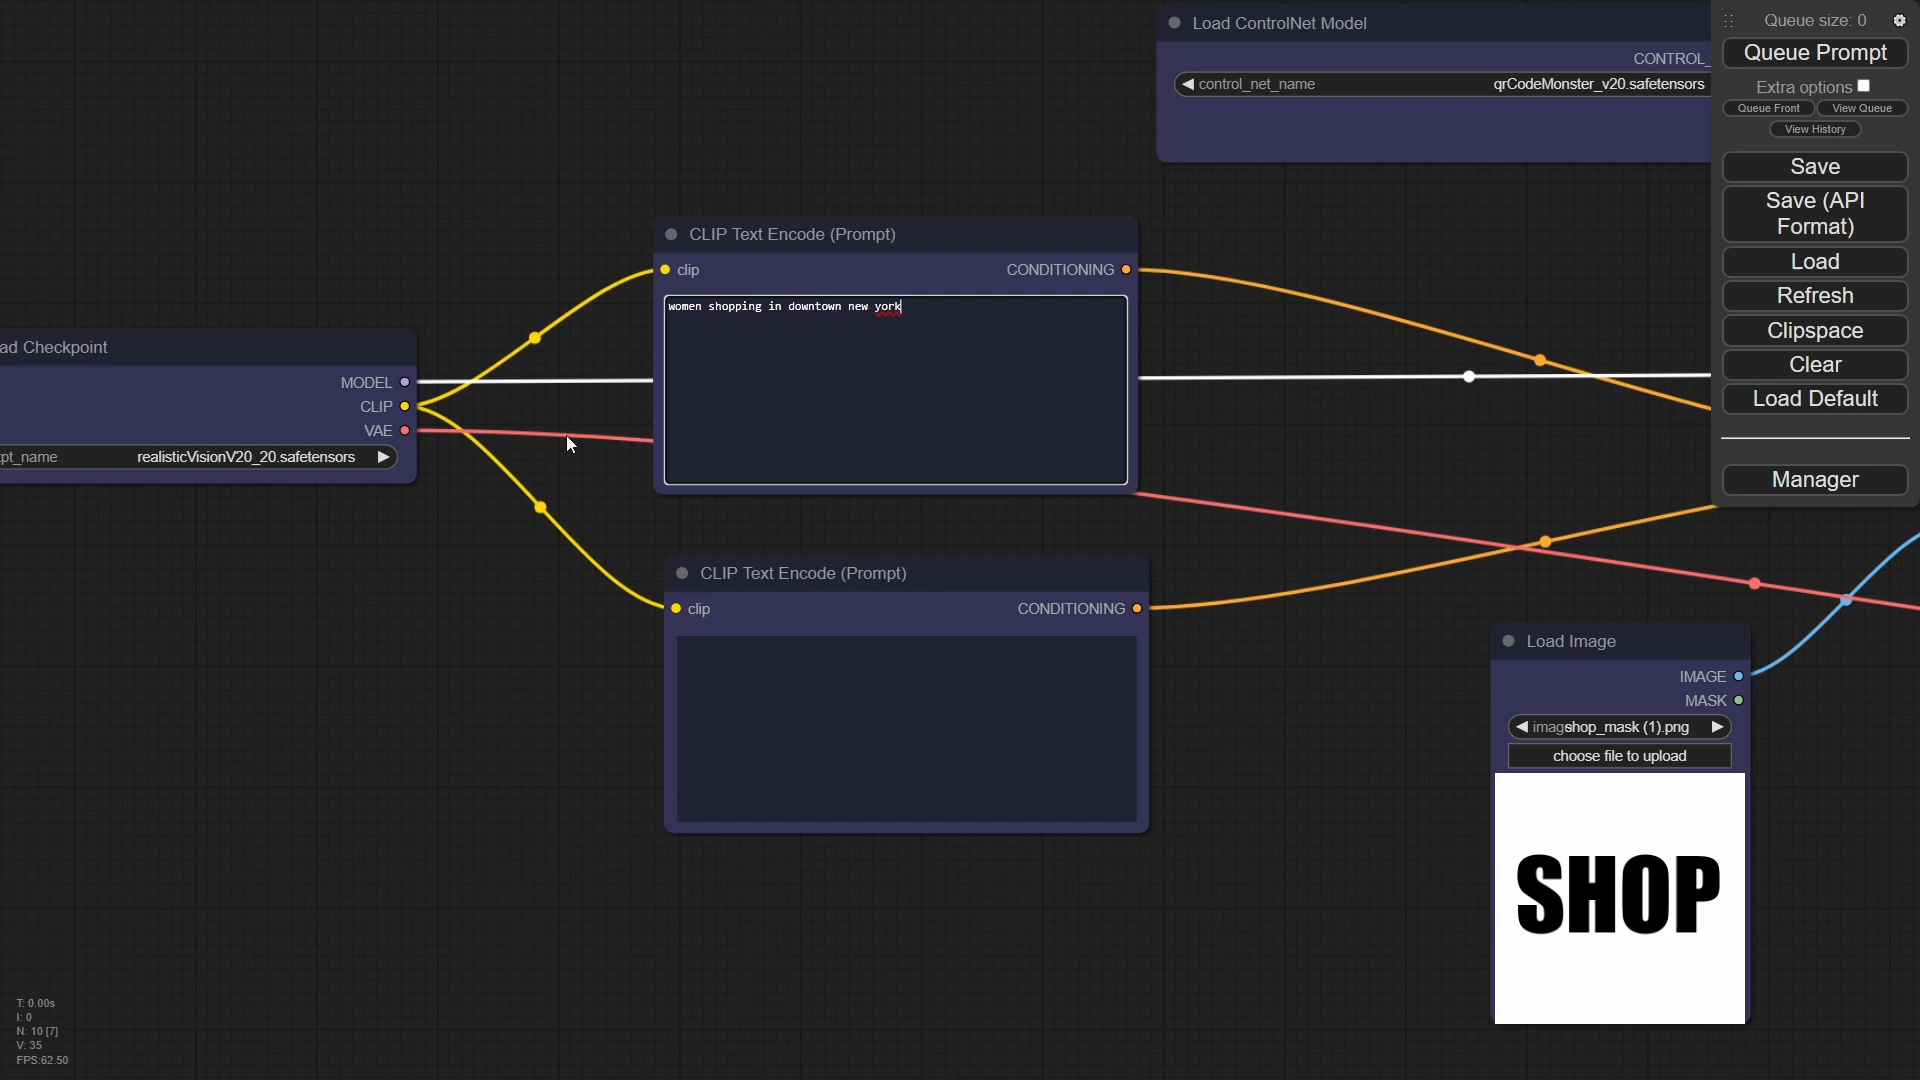 Load ControlNet Model
CONTROL_
control_net_name
qrCodeMonster_v20.safetensors
Queue size: 0
Queue Prompt
Extra options
Queue Front
View Queue
View History
Save
Save (API
Format)
Load
Refresh
Clipspace
Clear
Load Default
Manager
CLIP Text Encode (Prompt)
clip
CONDITIONING
women shopping in downtown new york
ad Checkpoint
MODEL
CLIP
VAE
pt_name
realisticVisionV20_20.safetensors
CLIP Text Encode (Prompt)
clip
CONDITIONING
Load Image
IMAGE
MASK
imag
shop_mask (1).png
choose file to upload
SHOP
T: 0.00s
I: 0
N: 10 [7]
V: 35
FPS:62.50